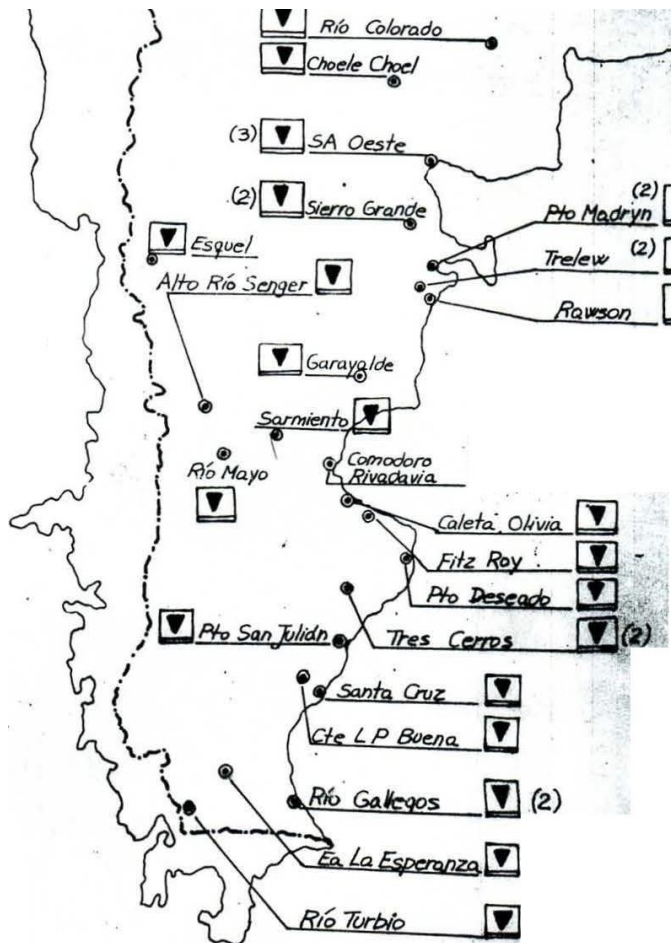 Río Colorado
Choele Choel
(3) SA Oeste
(2) Sierro Grande
(2)
Pto Madryn
Esquel
Trelew (2)
Alto Río Senger
Rawson
Garayalde
Sarmiento
Comodoro
Rivadavia
Río Mayo
Caleta Olivia
Fitz Roy
Pto Deseado
Pto San Julián
Tres Cerros (2)
Santa Cruz
Cte L P Buena
Río Gallegos (2)
Ea La Esperanza
Río Turbio